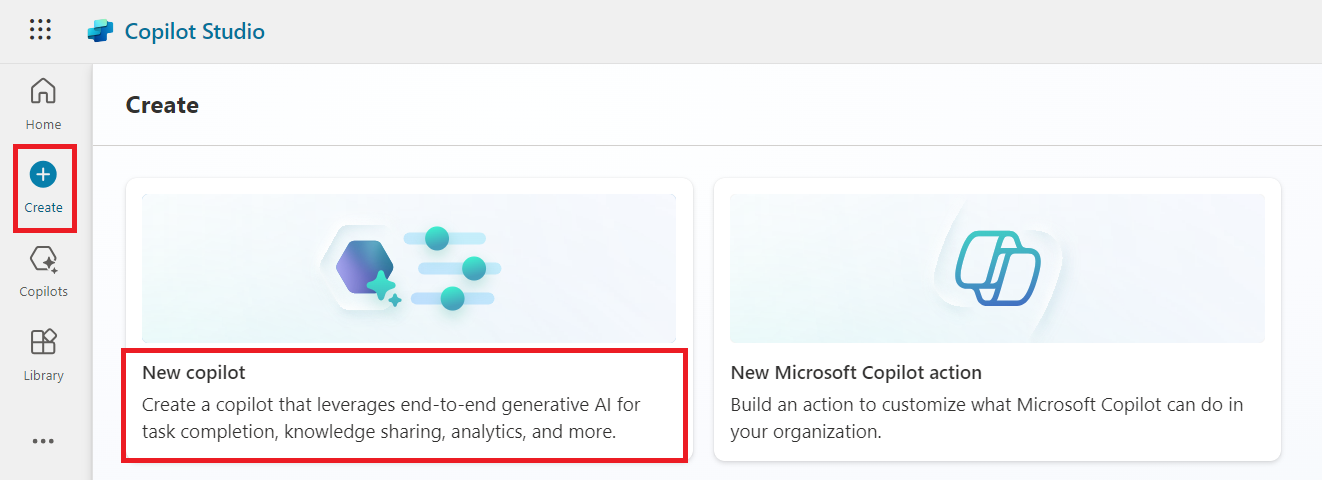 Copilot Studio
Home
Create
Copilots
Library
Create
New copilot
Create a copilot that leverages end-to-end generative AI for
task completion, knowledge sharing, analytics, and more.
New Microsoft Copilot action
Build an action to customize what Microsoft Copilot can do in
your organization.